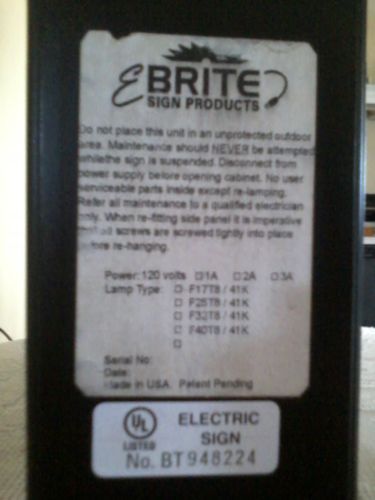 EBRITE
SIGN PRODUCTS
Do not place this unit in an unprotected outdoor
area. Maintenance should NEVER be attempted
whilethe sign is suspended. Disconnect from
power supply before opening cabinet. No user
serviceable parts inside except re-lamping.
Refer all maintenance to a qualified electrician
only. When re-fitting side panel it is imperative
that all screws are screwed tightly into place
before re-hanging.
Power: 120 volts □1A □2A □3A
Lamp Type: □ F17T8 / 41K
□ F25T8 / 41K
□ F32T8 / 41K
□ F40T8 / 41K
□
Serial No:
Date:
Made in USA. Patent Pending
UL ELECTRIC
LISTED SIGN
No. BT948224